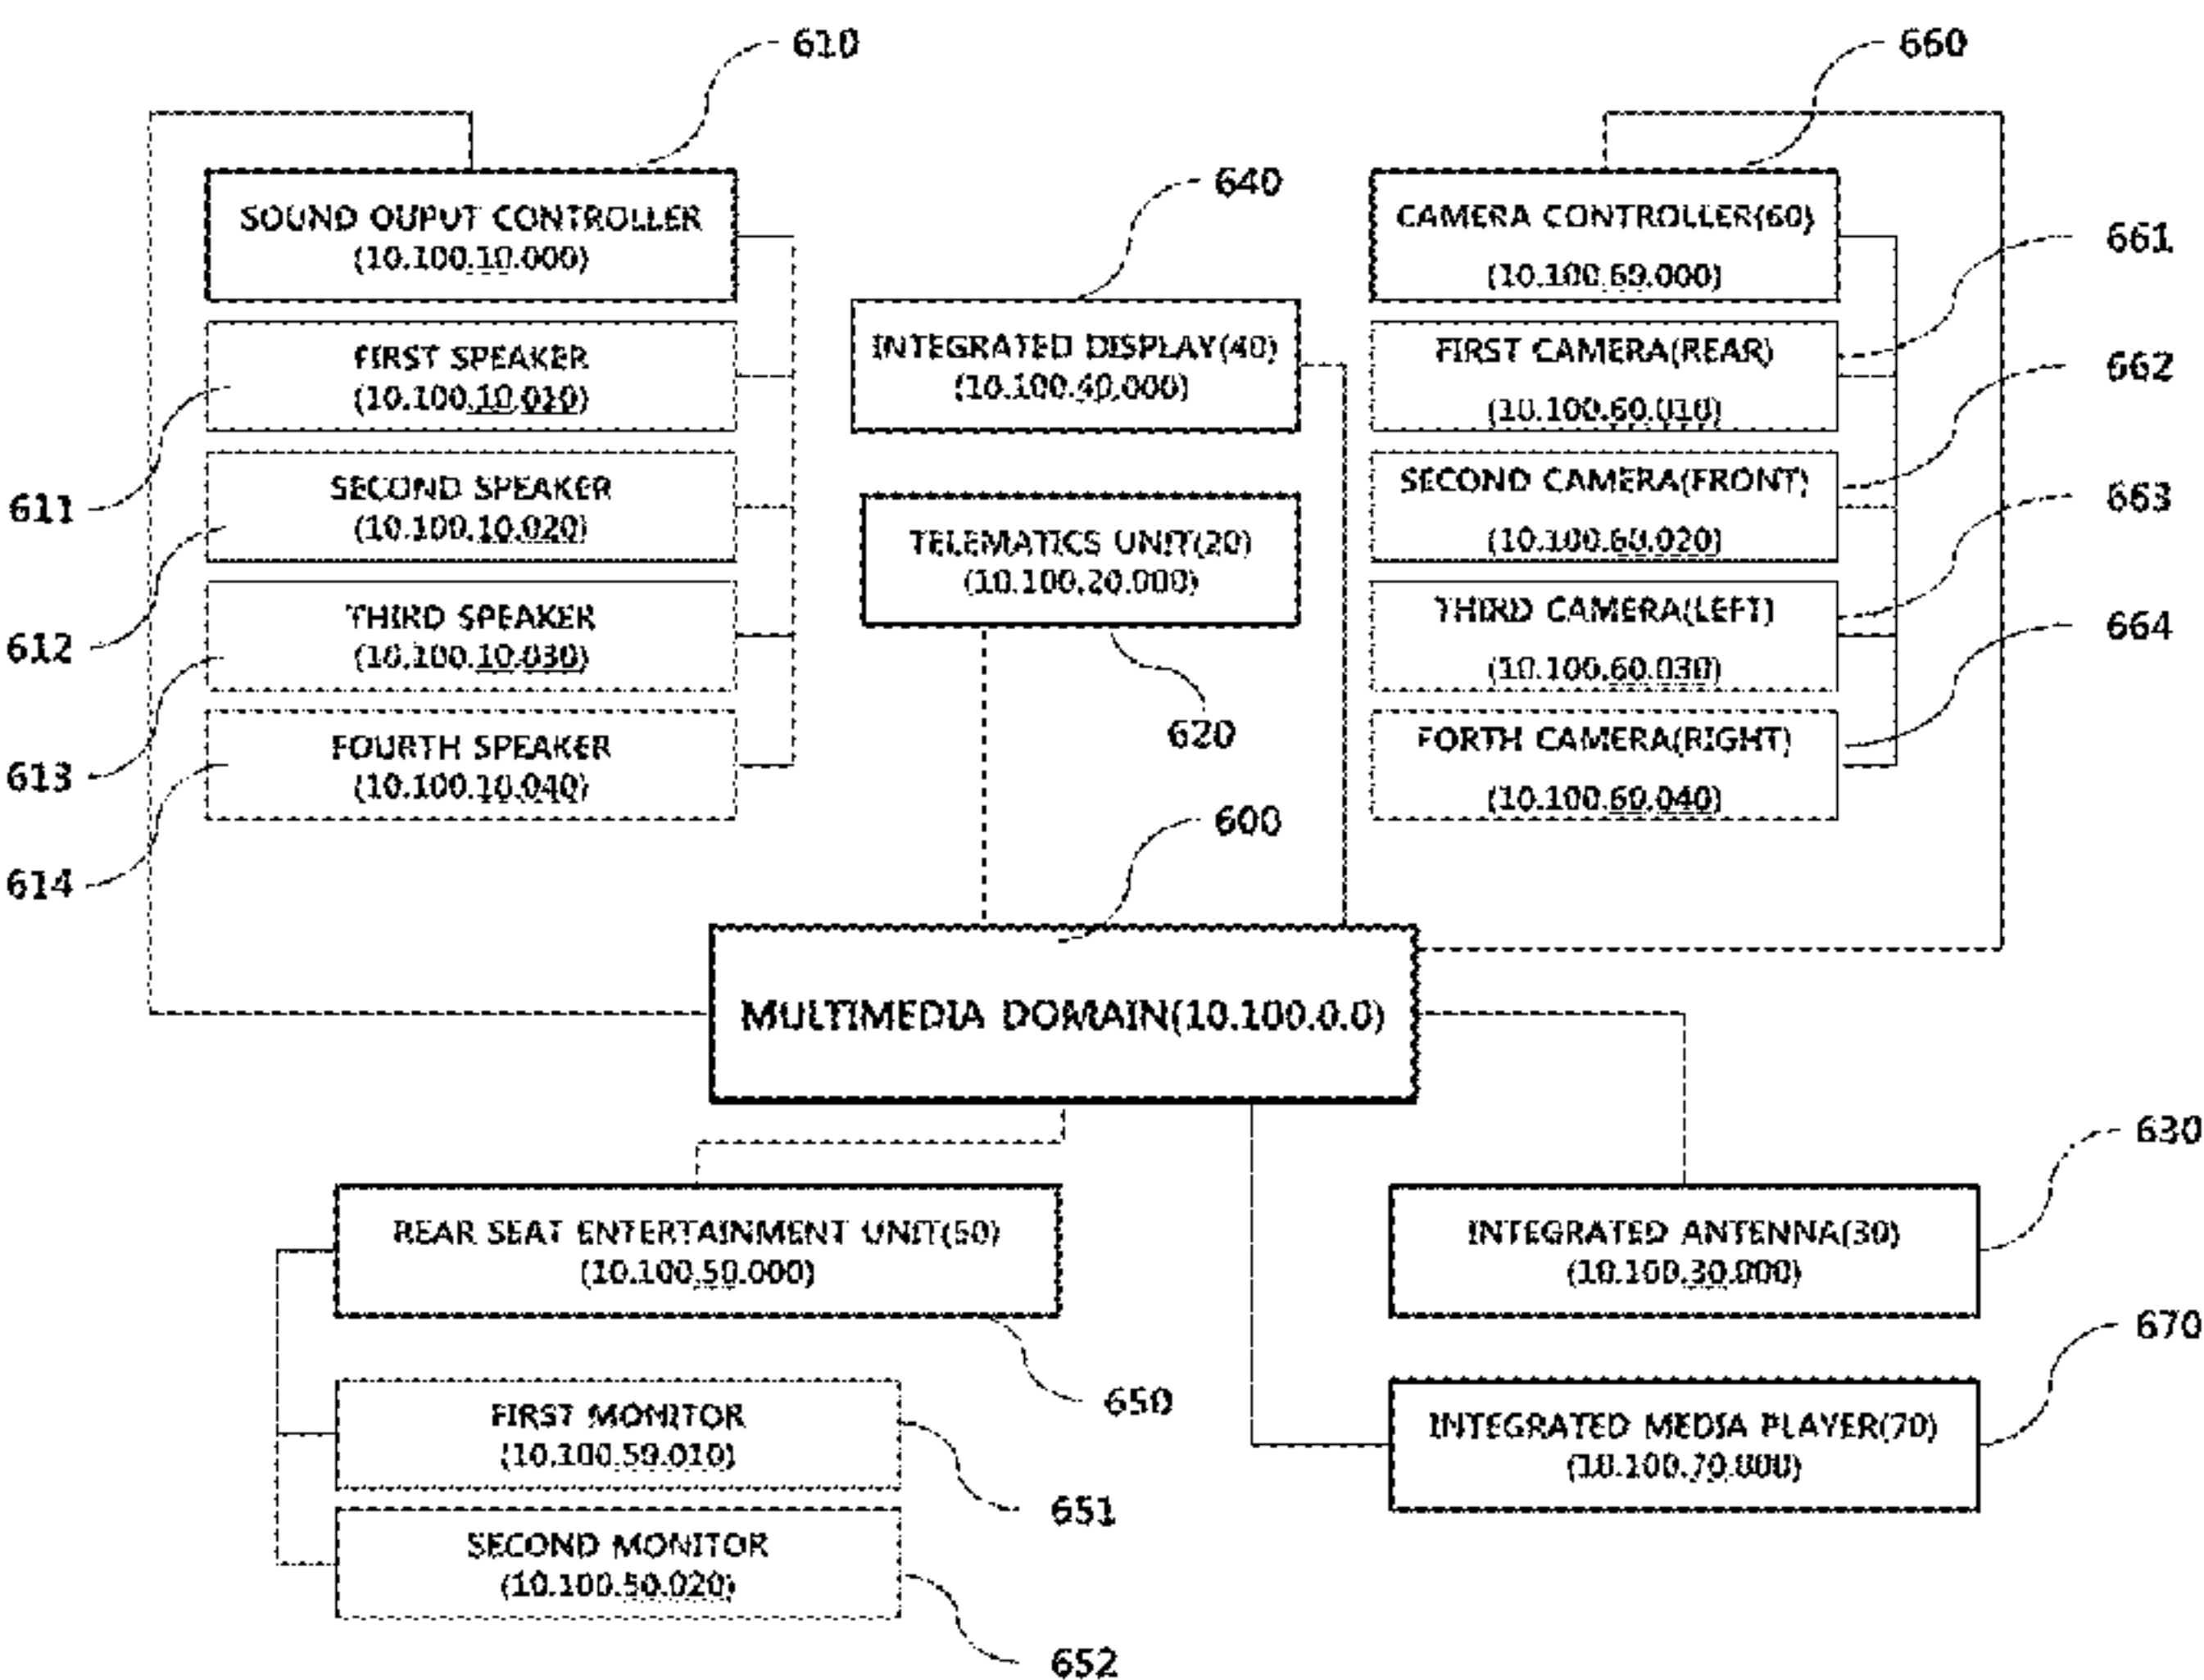 610
660
640
SOUND OUPUT CONTROLLER
(10.100.10.000)
CAMERA CONTROLLER(60)
(10.100.60.000)
661
INTEGRATED DISPLAY(40)
(10.100.40.000)
FIRST SPEAKER
(10.100.10.010)
FIRST CAMERA(REAR)
(10.100.60.010)
662
611
SECOND SPEAKER
(10.100.10.020)
SECOND CAMERA(FRONT)
(10.100.60.020)
663
TELEMATICS UNIT(20)
(10.100.20.000)
612
THIRD SPEAKER
(10.100.10.030)
THIRD CAMERA(LEFT)
(10.100.60.030)
664
620
613
FOURTH SPEAKER
(10.100.10.040)
FORTH CAMERA(RIGHT)
(10.100.60.040)
600
614
MULTIMEDIA DOMAIN(10.100.0.0)
630
REAR SEAT ENTERTAINMENT UNIT(50)
(10.100.50.000)
INTEGRATED ANTENNA(30)
(10.100.30.000)
670
650
FIRST MONITOR
(10.100.50.010)
INTEGRATED MEDIA PLAYER(70)
(10.100.70.000)
651
SECOND MONITOR
(10.100.50.020)
652